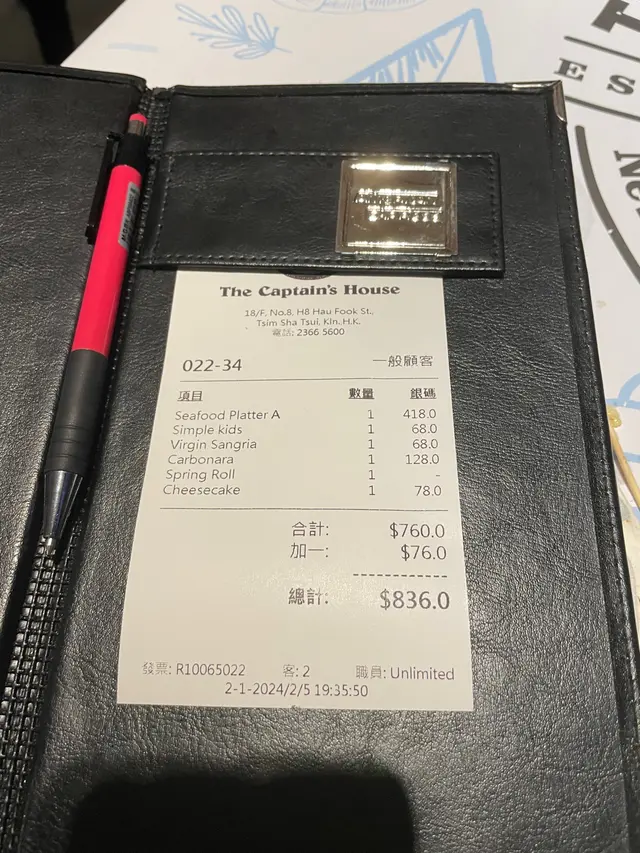 E S
The Captain's House
18/F, No.8, H8 Hau Fook St.,
Tsim Sha Tsui, Kln. H.K.
電話: 2366 5600
022-34 一般顧客
項目 數量 銀碼
Seafood Platter A 1 418.0
Simple kids 1 68.0
Virgin Sangria 1 68.0
Carbonara 1 128.0
Spring Roll 1 -
Cheesecake 1 78.0
合計: $760.0
加一: $76.0
總計: $836.0
發票: R10065022 客: 2 職員: Unlimited
2-1-2024/2/5 19:35:50